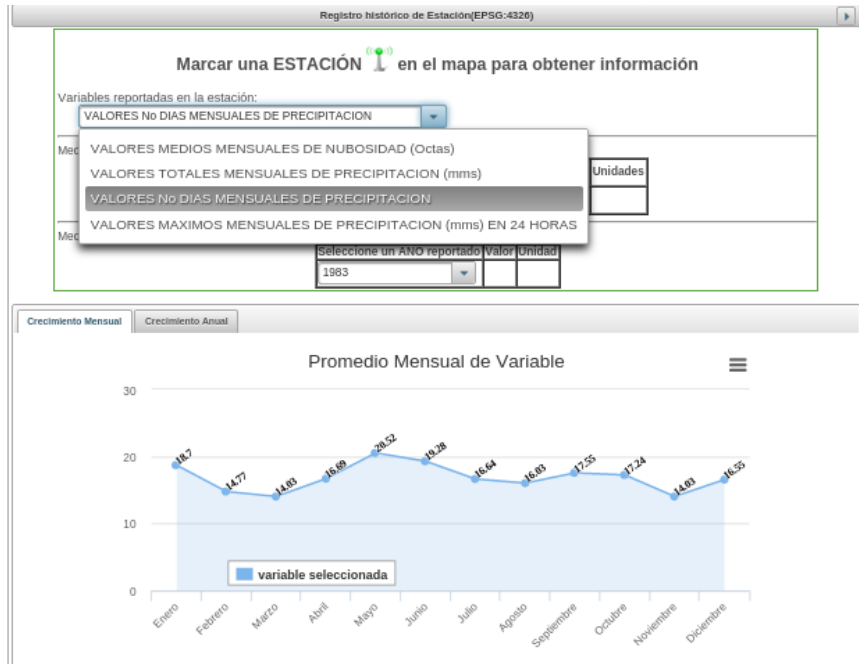 Registro histórico de Estación(EPSG:4326)
Marcar una ESTACIÓN en el mapa para obtener información
Variables reportadas en la estación:
VALORES No DIAS MENSUALES DE PRECIPITACION
VALORES MEDIOS MENSUALES DE NUBOSIDAD (Octas)
VALORES TOTALES MENSUALES DE PRECIPITACION (mms)
VALORES No DIAS MENSUALES DE PRECIPITACION
VALORES MAXIMOS MENSUALES DE PRECIPITACION (mms) EN 24 HORAS
Unidades
Seleccione un ANO reportado Valor Unidad
1983
Crecimiento Mensual Crecimiento Anual
Promedio Mensual de Variable
30
20
10
0
18.7 14.77 14.03 16.69 20.52 19.28 16.64 16.03 17.55 17.24 14.03 16.55
variable seleccionada
Enero Febrero Marzo Abril Mayo Junio Julio Agosto Septiembre Octubre Noviembre Diciembre